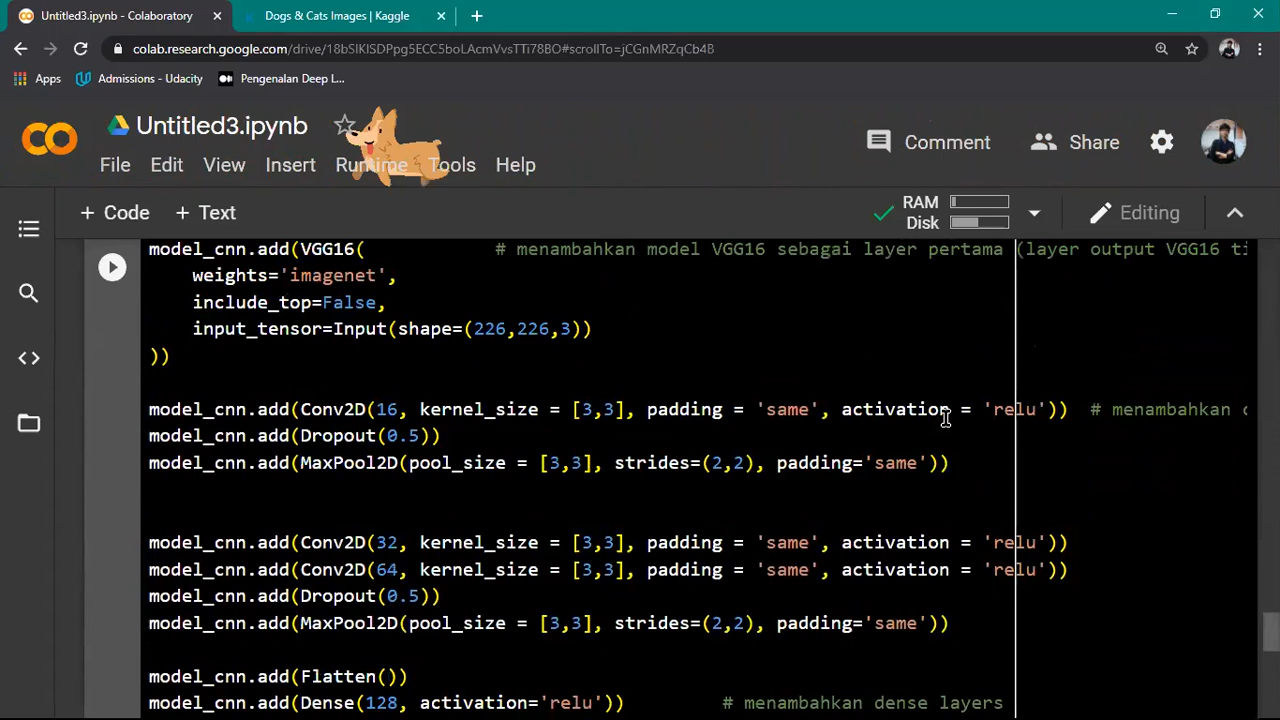 Untitled3.ipynb - Colaboratory
Dogs & Cats Images | Kaggle
colab.research.google.com/drive/18bSIKISDPpg5ECC5boLAcmVvsTTi78BO#scrollTo=jCGnMRZqCb4B
Apps
Admissions - Udacity
Pengenalan Deep L...
Untitled3.ipynb
Comment
Share
File Edit View Insert Runtime Tools Help
+ Code + Text
RAM
Disk
Editing
model_cnn.add(VGG16( # menambahkan model VGG16 sebagai layer pertama (layer output VGG16 ti
weights='imagenet',
include_top=False,
input_tensor=Input(shape=(226,226,3))
))
model_cnn.add(Conv2D(16, kernel_size = [3,3], padding = 'same', activation = 'relu')) # menambahkan c
model_cnn.add(Dropout(0.5))
model_cnn.add(MaxPool2D(pool_size = [3,3], strides=(2,2), padding='same'))
model_cnn.add(Conv2D(32, kernel_size = [3,3], padding = 'same', activation = 'relu'))
model_cnn.add(Conv2D(64, kernel_size = [3,3], padding = 'same', activation = 'relu'))
model_cnn.add(Dropout(0.5))
model_cnn.add(MaxPool2D(pool_size = [3,3], strides=(2,2), padding='same'))
model_cnn.add(Flatten())
model_cnn.add(Dense(128, activation='relu')) # menambahkan dense layers